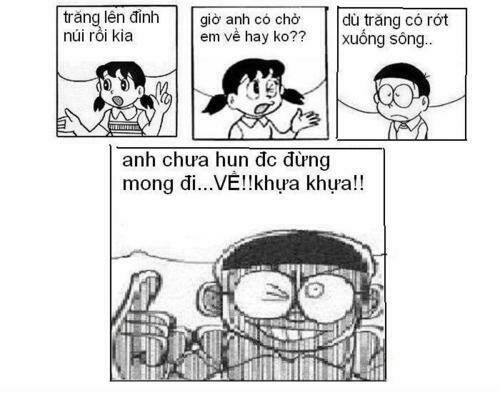 trăng lên đỉnh
núi rồi kia
giờ anh có chở
em về hay ko??
dù trăng có rớt
xuống sông..
anh chưa hun đc đừng
mong đi...VỀ!!khựa khựa!!